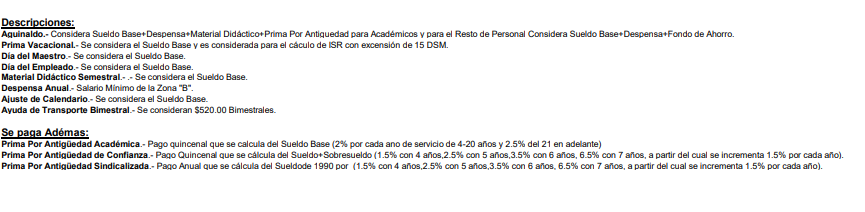 Descripciones:
Aguinaldo.- Considera Sueldo Base+Despensa+Material Didáctico+Prima Por Antiguedad para Académicos y para el Resto de Personal Considera Sueldo Base+Despensa+Fondo de Ahorro.
Prima Vacacional.- Se considera el Sueldo Base y es considerada para el cáculo de ISR con excensión de 15 DSM.
Día del Maestro.- Se considera el Sueldo Base.
Día del Empleado.- Se considera el Sueldo Base.
Material Didáctico Semestral.- .- Se considera el Sueldo Base.
Despensa Anual.- Salario Mínimo de la Zona "B".
Ajuste de Calendario.- Se considera el Sueldo Base.
Ayuda de Transporte Bimestral.- Se consideran $520.00 Bimestrales.
Se paga Adémas:
Prima Por Antigüedad Académica.- Pago quincenal que se calcula del Sueldo Base (2% por cada ano de servicio de 4-20 años y 2.5% del 21 en adelante)
Prima Por Antigüedad de Confianza.- Pago Quincenal que se cálcula del Sueldo+Sobresueldo (1.5% con 4 años,2.5% con 5 años,3.5% con 6 años, 6.5% con 7 años, a partir del cual se incrementa 1.5% por cada año).
Prima Por Antigüedad Sindicalizada.- Pago Anual que se cálcula del Sueldode 1990 por (1.5% con 4 años,2.5% con 5 años,3.5% con 6 años, 6.5% con 7 años, a partir del cual se incrementa 1.5% por cada año).